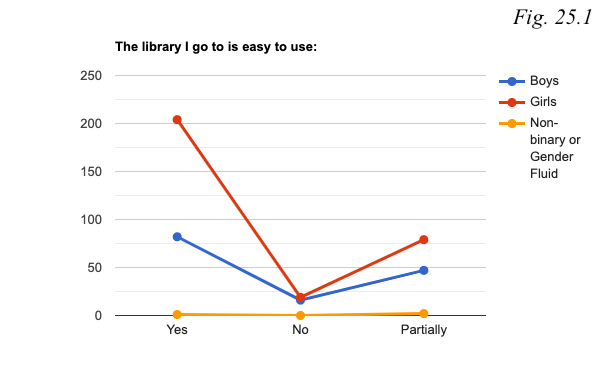 Fig. 25.1
The library I go to is easy to use:
250
200
150
100
50
0
Yes
No
Partially
Boys
Girls
Non-
binary or
Gender
Fluid